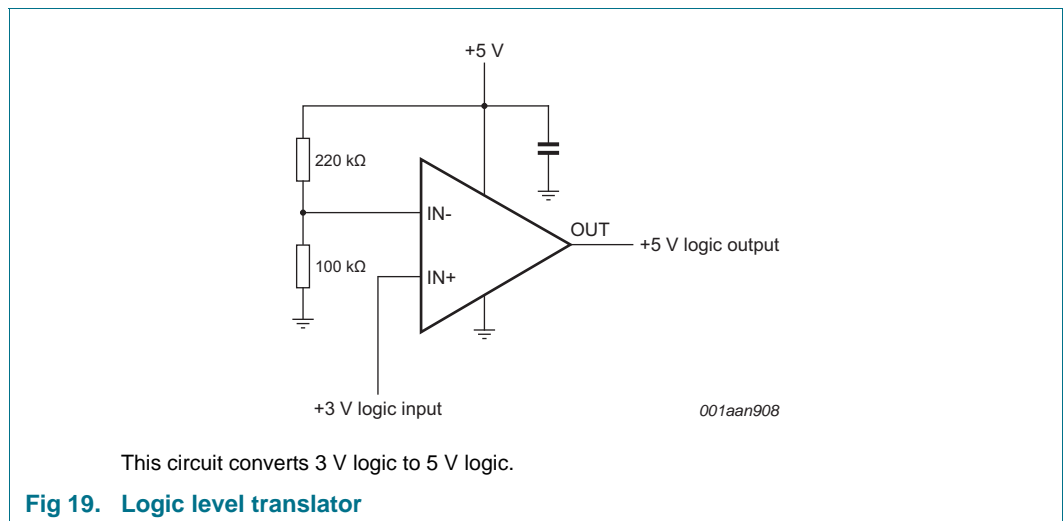 +5 V
220 kΩ
IN-
OUT
+5 V logic output
100 kΩ
IN+
+3 V logic input
001aan908
This circuit converts 3 V logic to 5 V logic.
Fig 19. Logic level translator